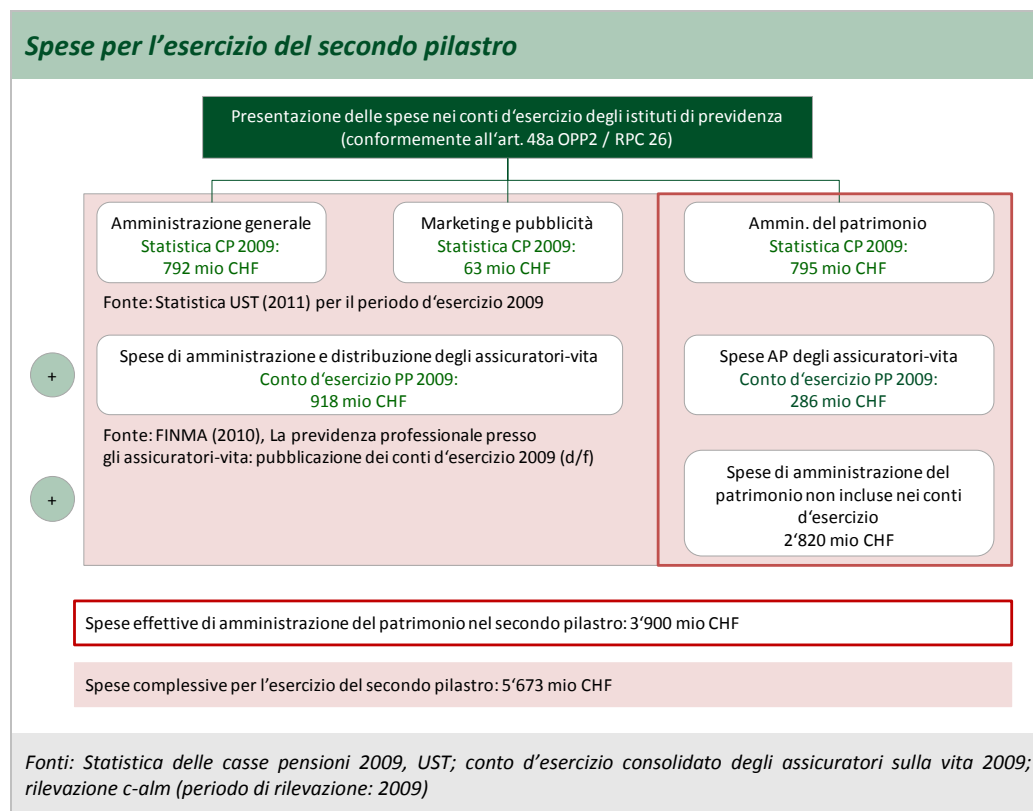 Spese per l'esercizio del secondo pilastro
Presentazione delle spese nei conti d'esercizio degli istituti di previdenza
(conformemente all'art. 48a OPP2 / RPC 26)
Amministrazione generale
Statistica CP 2009:
792 mio CHF
Marketing e pubblicità
Statistica CP 2009:
63 mio CHF
Ammin. del patrimonio
Statistica CP 2009:
795 mio CHF
Fonte: Statistica UST (2011) per il periodo d'esercizio 2009
+
Spese di amministrazione e distribuzione degli assicuratori-vita
Conto d'esercizio PP 2009:
918 mio CHF
Spese AP degli assicuratori-vita
Conto d'esercizio PP 2009:
286 mio CHF
Fonte: FINMA (2010), La previdenza professionale presso
gli assicuratori-vita: pubblicazione dei conti d'esercizio 2009 (d/f)
+
Spese di amministrazione del
patrimonio non incluse nei conti
d'esercizio
2'820 mio CHF
Spese effettive di amministrazione del patrimonio nel secondo pilastro: 3'900 mio CHF
Spese complessive per l'esercizio del secondo pilastro: 5'673 mio CHF
Fonti: Statistica delle casse pensioni 2009, UST; conto d'esercizio consolidato degli assicuratori sulla vita 2009;
rilevazione c-alm (periodo di rilevazione: 2009)